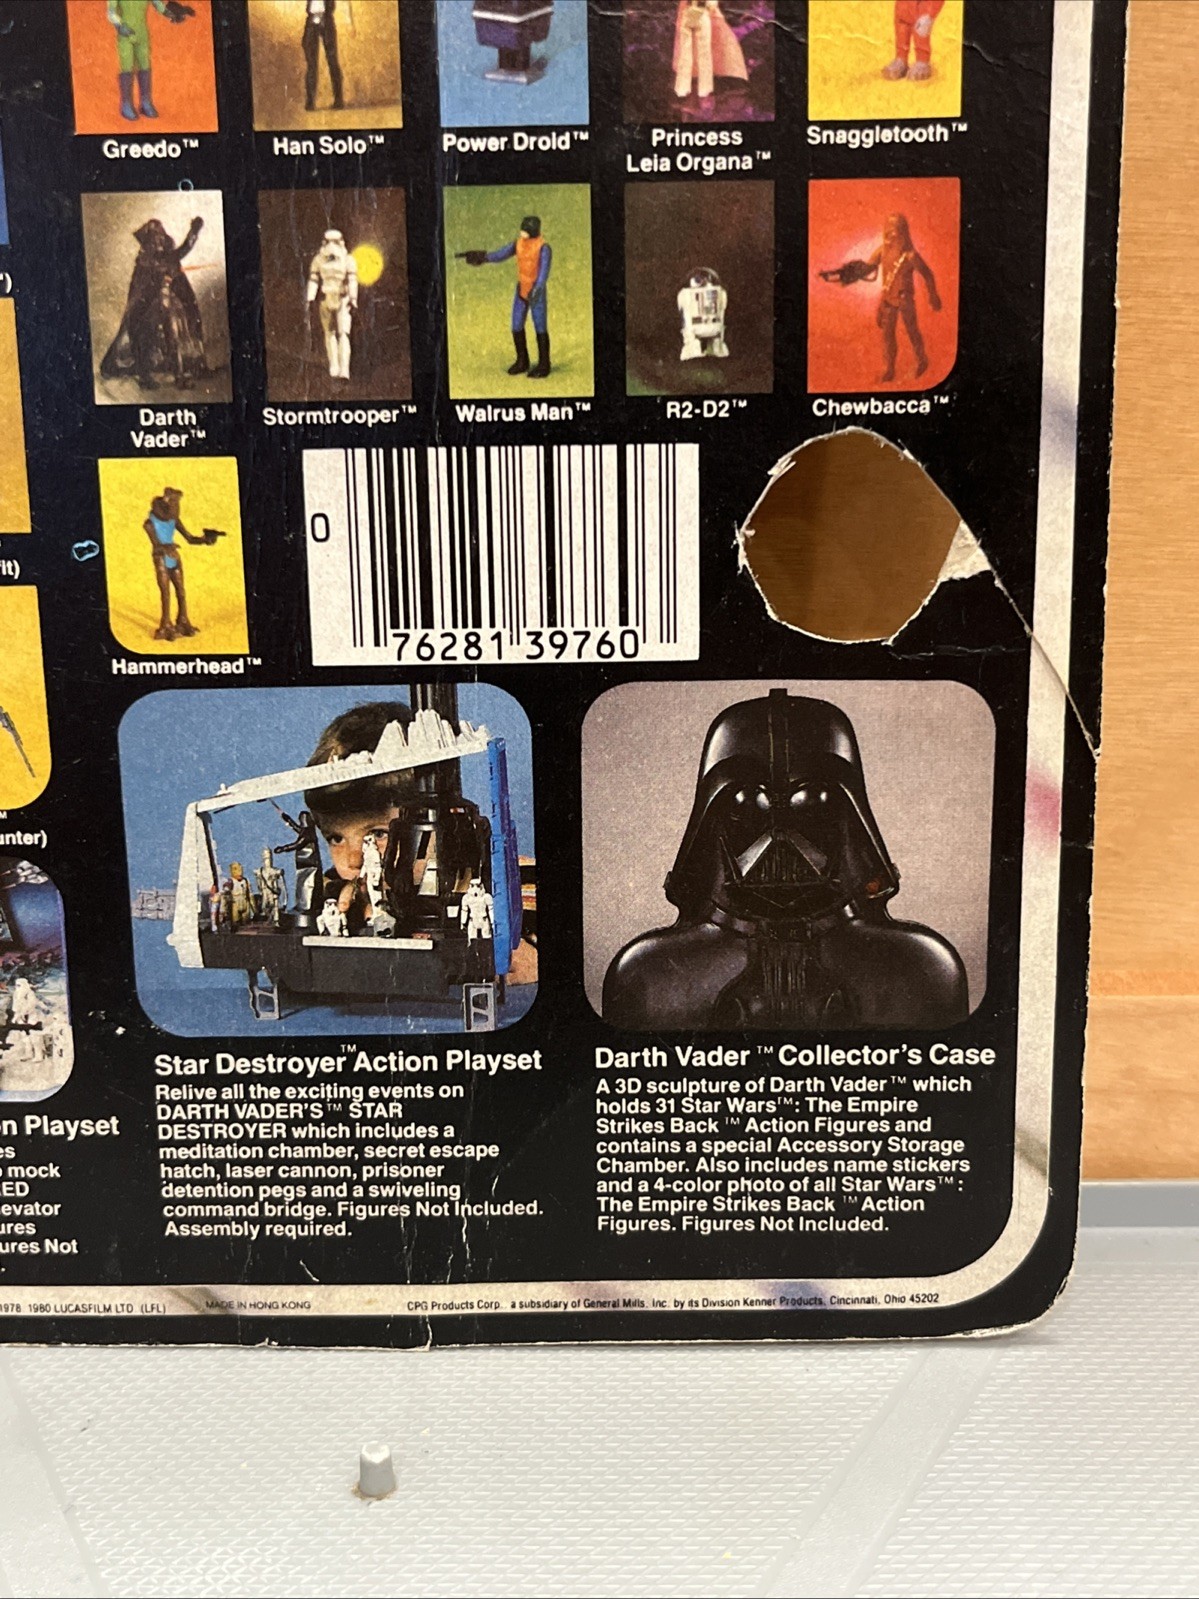 Greedo™
Han Solo™
Power Droid™
Princess
Leia Organa™
Snaggletooth™
Darth
Vader™
Stormtrooper™
Walrus Man™
R2-D2™
Chewbacca™
Hammerhead™
0
76281 39760
unter)
n Playset
es
mock
ED
evator
ures
ures Not
Star Destroyer™ Action Playset
Relive all the exciting events on
DARTH VADER'S™ STAR
DESTROYER which includes a
meditation chamber, secret escape
hatch, laser cannon, prisoner
detention pegs and a swiveling
command bridge. Figures Not Included.
Assembly required.
Darth Vader™ Collector's Case
A 3D sculpture of Darth Vader™ which
holds 31 Star Wars™: The Empire
Strikes Back™ Action Figures and
contains a special Accessory Storage
Chamber. Also includes name stickers
and a 4-color photo of all Star Wars™:
The Empire Strikes Back™ Action
Figures. Figures Not Included.
1978 1980 LUCASFILM LTD (LFL)
MADE IN HONG KONG
CPG Products Corp., a subsidiary of General Mills, Inc. by its Division Kenner Products, Cincinnati, Ohio 45202